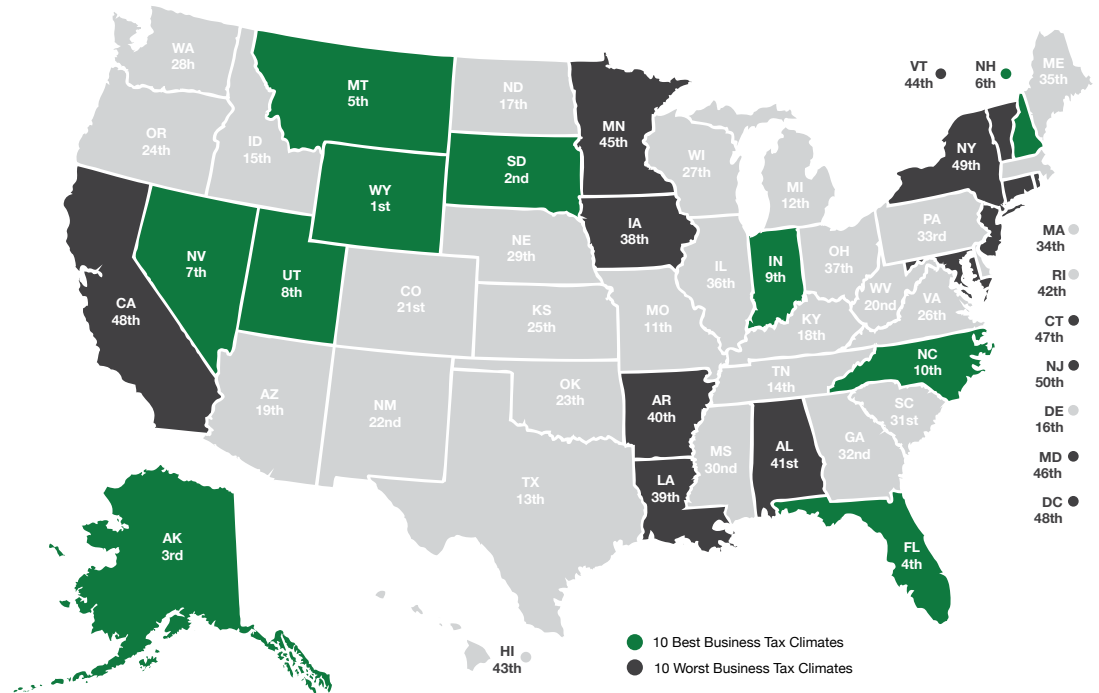 WA
28h
MT
5th
ND
17th
MN
45th
VT
44th
NH
6th
ME
35th
OR
24th
ID
15th
SD
2nd
WI
27th
NY
49th
WY
1st
MI
12th
NV
7th
UT
8th
NE
29th
IA
38th
IL
36th
IN
9th
OH
37th
PA
33rd
MA
34th
RI
42th
CA
48th
CO
21st
KS
25th
MO
11th
KY
18th
WV
20nd
VA
26th
CT
47th
NJ
50th
AZ
19th
NM
22nd
OK
23th
AR
40th
TN
14th
NC
10th
SC
31st
DE
16th
TX
13th
LA
39th
MS
30nd
AL
41st
GA
32nd
MD
46th
DC
48th
AK
3rd
FL
4th
HI
43th
10 Best Business Tax Climates
10 Worst Business Tax Climates